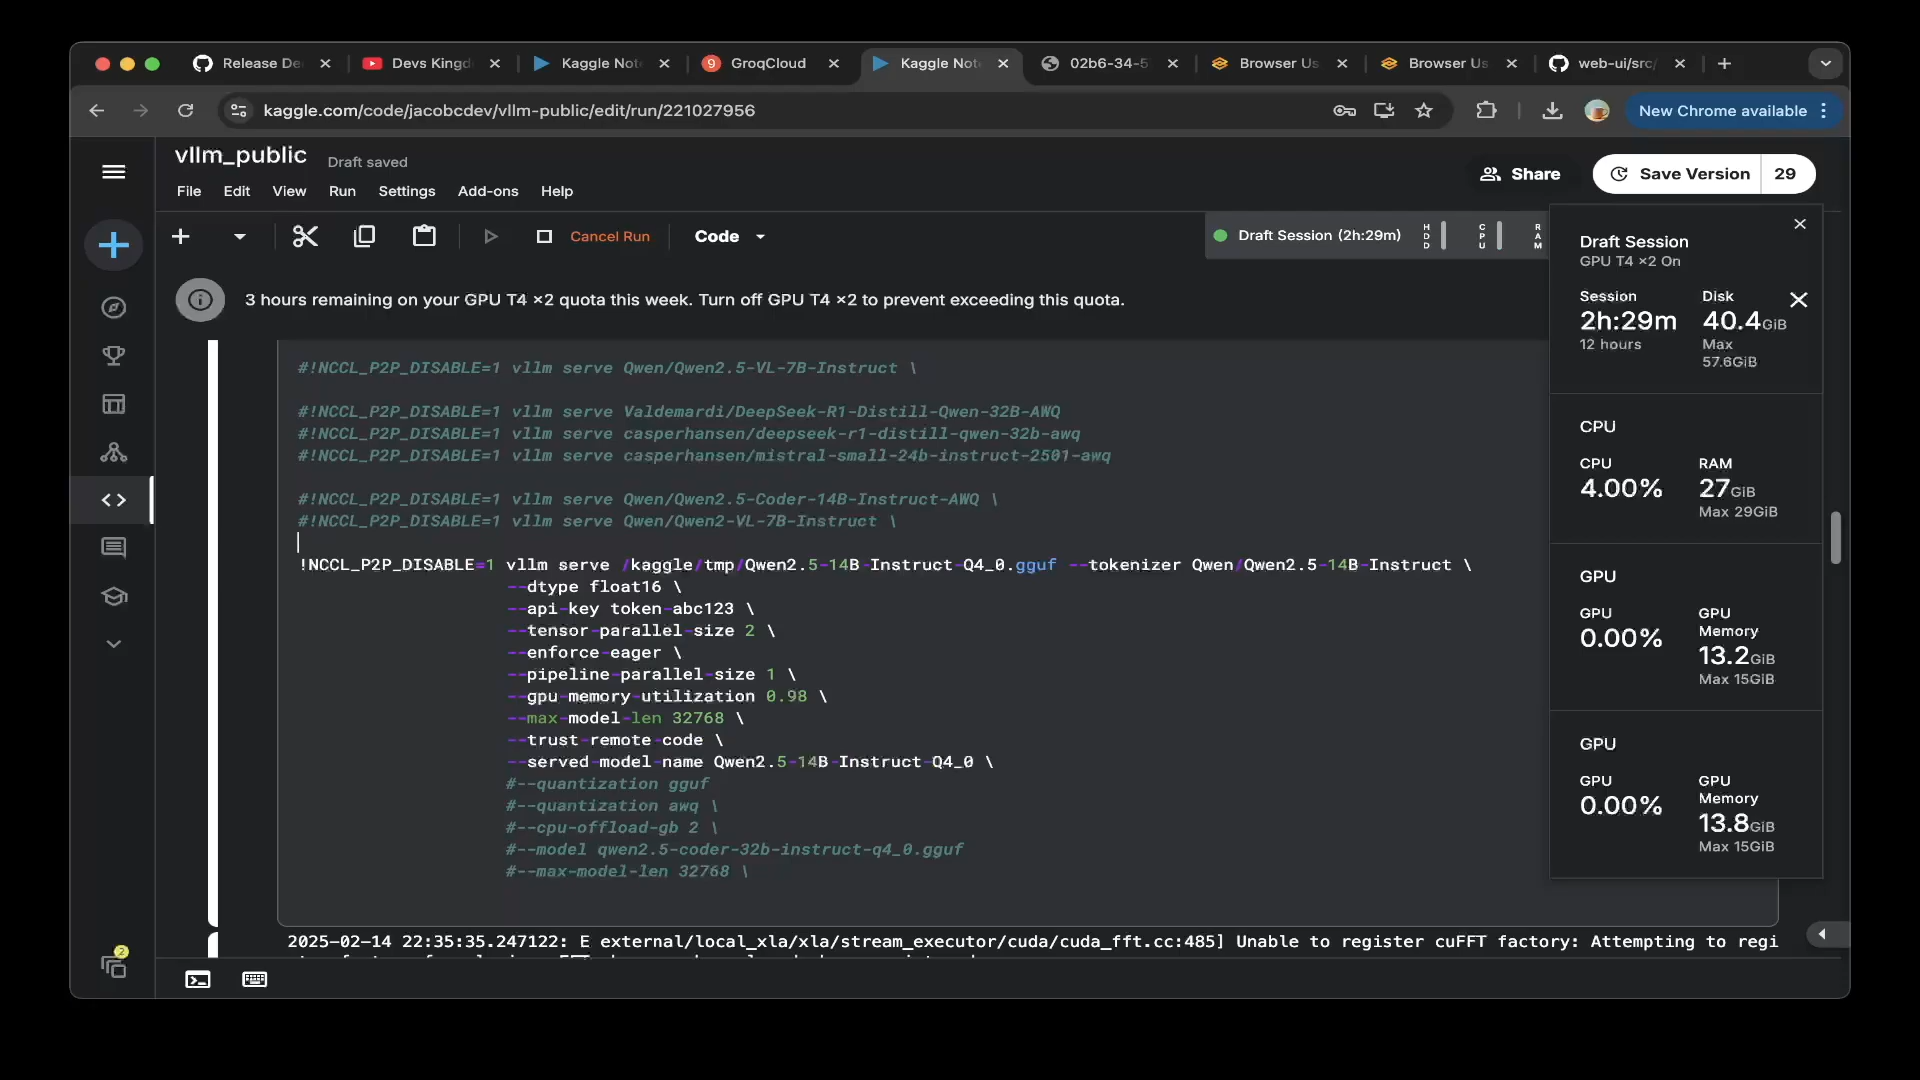 Release De
Devs Kingd
Kaggle Not
GroqCloud
Kaggle Not
02b6-34-5
Browser Us
Browser Us
web-ui/src/
kaggle.com/code/jacobcdev/vllm-public/edit/run/221027956
New Chrome available
vllm_public
Draft saved
File Edit View Run Settings Add-ons Help
Share
Save Version
29
Cancel Run
Code
Draft Session (2h:29m)
HDD
CPU
RAM
3 hours remaining on your GPU T4 ×2 quota this week. Turn off GPU T4 ×2 to prevent exceeding this quota.
#!NCCL_P2P_DISABLE=1 vllm serve Qwen/Qwen2.5-VL-7B-Instruct \
#!NCCL_P2P_DISABLE=1 vllm serve Valdemardi/DeepSeek-R1-Distill-Qwen-32B-AWQ
#!NCCL_P2P_DISABLE=1 vllm serve casperhansen/deepseek-r1-distill-qwen-32b-awq
#!NCCL_P2P_DISABLE=1 vllm serve casperhansen/mistral-small-24b-instruct-2501-awq
#!NCCL_P2P_DISABLE=1 vllm serve Qwen/Qwen2.5-Coder-14B-Instruct-AWQ \
#!NCCL_P2P_DISABLE=1 vllm serve Qwen/Qwen2-VL-7B-Instruct \
!NCCL_P2P_DISABLE=1 vllm serve /kaggle/tmp/Qwen2.5-14B-Instruct-Q4_0.gguf --tokenizer Qwen/Qwen2.5-14B-Instruct \
--dtype float16 \
--api-key token-abc123 \
--tensor-parallel-size 2 \
--enforce-eager \
--pipeline-parallel-size 1 \
--gpu-memory-utilization 0.98 \
--max-model-len 32768 \
--trust-remote-code \
--served-model-name Qwen2.5-14B-Instruct-Q4_0 \
#--quantization gguf
#--quantization awq \
#--cpu-offload-gb 2 \
#--model qwen2.5-coder-32b-instruct-q4_0.gguf
#--max-model-len 32768 \
2025-02-14 22:35:35.247122: E external/local_xla/xla/stream_executor/cuda/cuda_fft.cc:485] Unable to register cuFFT factory: Attempting to regi
Draft Session
GPU T4 ×2 On
Session
2h:29m
12 hours
Disk
40.4GiB
Max
57.6GiB
CPU
CPU
4.00%
RAM
27GiB
Max 29GiB
GPU
GPU
0.00%
GPU
Memory
13.2GiB
Max 15GiB
GPU
GPU
0.00%
GPU
Memory
13.8GiB
Max 15GiB
2